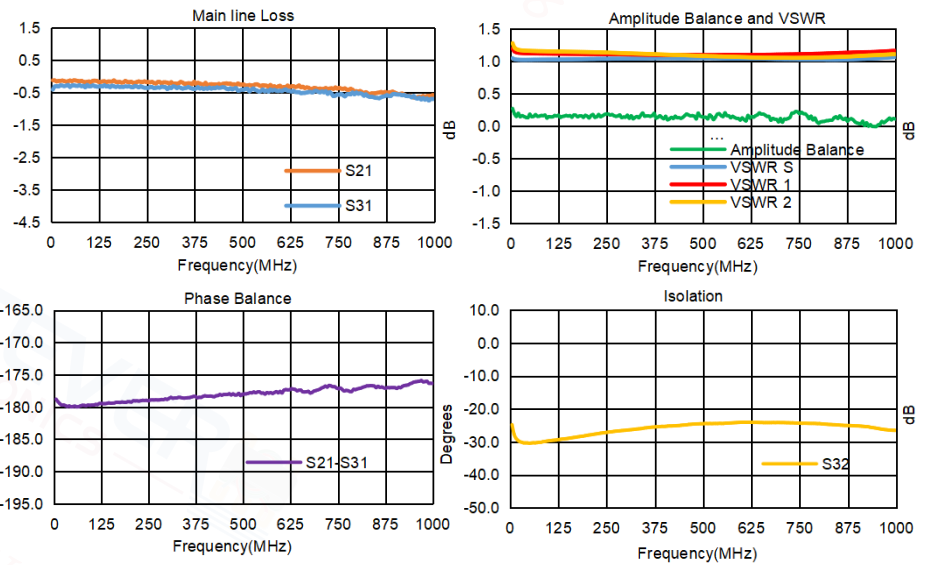 Main line Loss
1.5
0.5
-0.5
-1.5
-2.5
-3.5
-4.5
dB
S21
S31
0 125 250 375 500 625 750 875 1000
Frequency(MHz)
Amplitude Balance and VSWR
1.5
1.0
0.5
0.0
-0.5
-1.0
-1.5
dB
...
Amplitude Balance
VSWR S
VSWR 1
VSWR 2
0 125 250 375 500 625 750 875 1000
Frequency(MHz)
Phase Balance
-165.0
-170.0
-175.0
-180.0
-185.0
-190.0
-195.0
Degrees
S21-S31
0 125 250 375 500 625 750 875 1000
Frequency(MHz)
Isolation
10.0
0.0
-10.0
-20.0
-30.0
-40.0
-50.0
dB
S32
0 125 250 375 500 625 750 875 1000
Frequency(MHz)